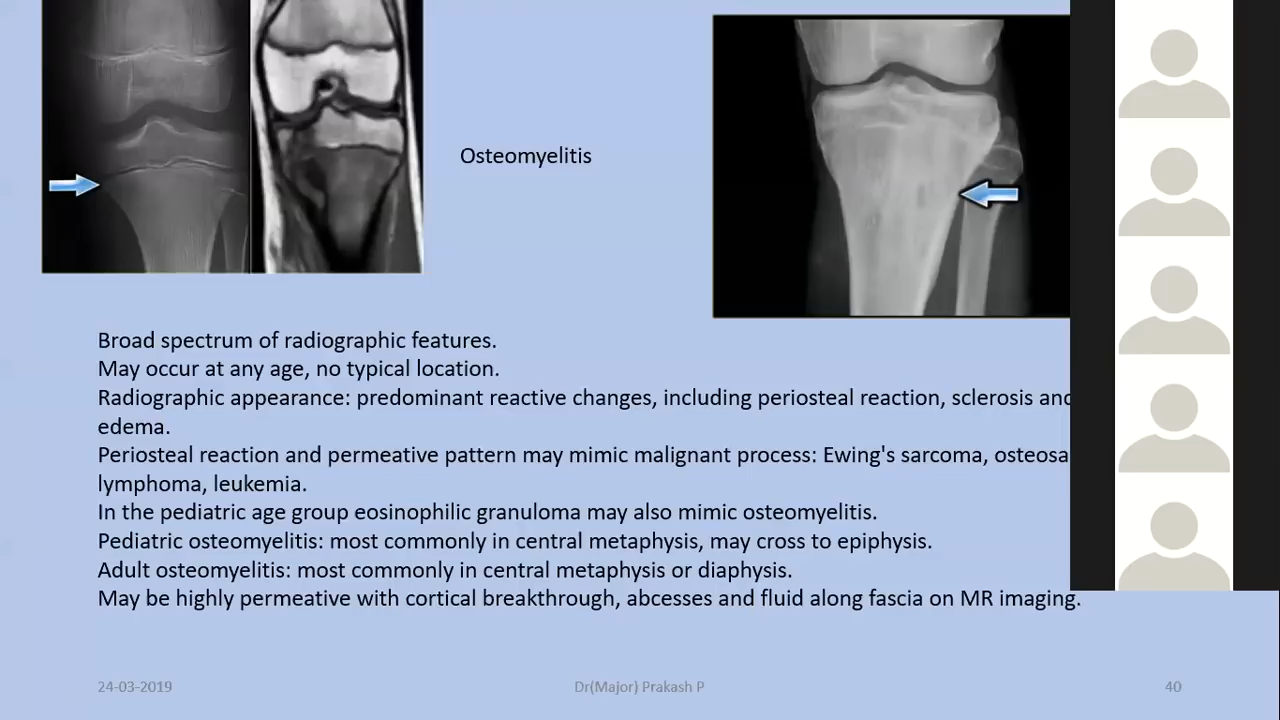 Osteomyelitis
Broad spectrum of radiographic features.
May occur at any age, no typical location.
Radiographic appearance: predominant reactive changes, including periosteal reaction, sclerosis and
edema.
Periosteal reaction and permeative pattern may mimic malignant process: Ewing's sarcoma, osteosa
lymphoma, leukemia.
In the pediatric age group eosinophilic granuloma may also mimic osteomyelitis.
Pediatric osteomyelitis: most commonly in central metaphysis, may cross to epiphysis.
Adult osteomyelitis: most commonly in central metaphysis or diaphysis.
May be highly permeative with cortical breakthrough, abcesses and fluid along fascia on MR imaging.
24-03-2019 Dr(Major) Prakash P 40